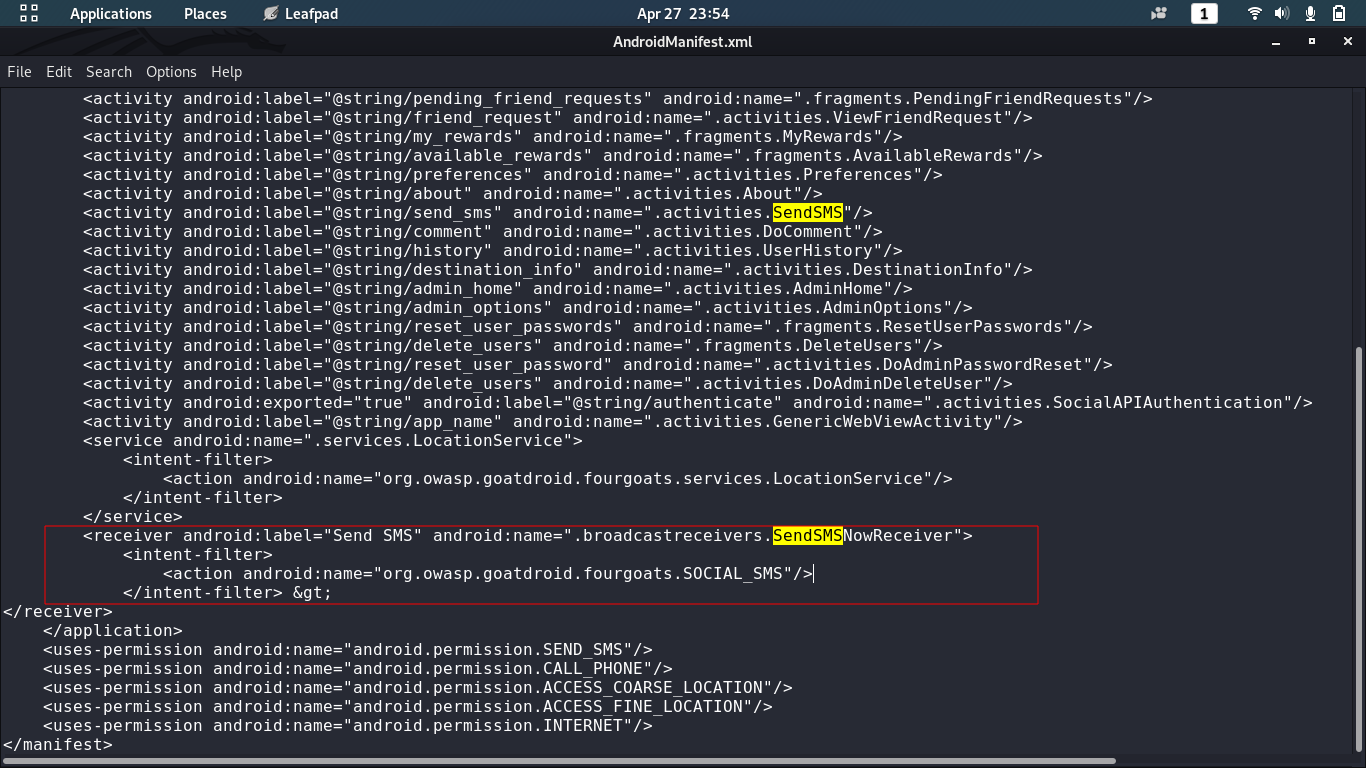 Applications Places Leafpad Apr 27 23:54 1
AndroidManifest.xml
File Edit Search Options Help
<activity android:label="@string/pending_friend_requests" android:name=".fragments.PendingFriendRequests"/>
<activity android:label="@string/friend_request" android:name=".activities.ViewFriendRequest"/>
<activity android:label="@string/my_rewards" android:name=".fragments.MyRewards"/>
<activity android:label="@string/available_rewards" android:name=".fragments.AvailableRewards"/>
<activity android:label="@string/preferences" android:name=".activities.Preferences"/>
<activity android:label="@string/about" android:name=".activities.About"/>
<activity android:label="@string/send_sms" android:name=".activities.SendSMS"/>
<activity android:label="@string/comment" android:name=".activities.DoComment"/>
<activity android:label="@string/history" android:name=".activities.UserHistory"/>
<activity android:label="@string/destination_info" android:name=".activities.DestinationInfo"/>
<activity android:label="@string/admin_home" android:name=".activities.AdminHome"/>
<activity android:label="@string/admin_options" android:name=".activities.AdminOptions"/>
<activity android:label="@string/reset_user_passwords" android:name=".fragments.ResetUserPasswords"/>
<activity android:label="@string/delete_users" android:name=".fragments.DeleteUsers"/>
<activity android:label="@string/reset_user_password" android:name=".activities.DoAdminPasswordReset"/>
<activity android:label="@string/delete_users" android:name=".activities.DoAdminDeleteUser"/>
<activity android:exported="true" android:label="@string/authenticate" android:name=".activities.SocialAPIAuthentication"/>
<activity android:label="@string/app_name" android:name=".activities.GenericWebViewActivity"/>
<service android:name=".services.LocationService">
<intent-filter>
<action android:name="org.owasp.goatdroid.fourgoats.services.LocationService"/>
</intent-filter>
</service>
<receiver android:label="Send SMS" android:name=".broadcastreceivers.SendSMSNowReceiver">
<intent-filter>
<action android:name="org.owasp.goatdroid.fourgoats.SOCIAL_SMS"/>
</intent-filter> &gt;
</receiver>
</application>
<uses-permission android:name="android.permission.SEND_SMS"/>
<uses-permission android:name="android.permission.CALL_PHONE"/>
<uses-permission android:name="android.permission.ACCESS_COARSE_LOCATION"/>
<uses-permission android:name="android.permission.ACCESS_FINE_LOCATION"/>
<uses-permission android:name="android.permission.INTERNET"/>
</manifest>